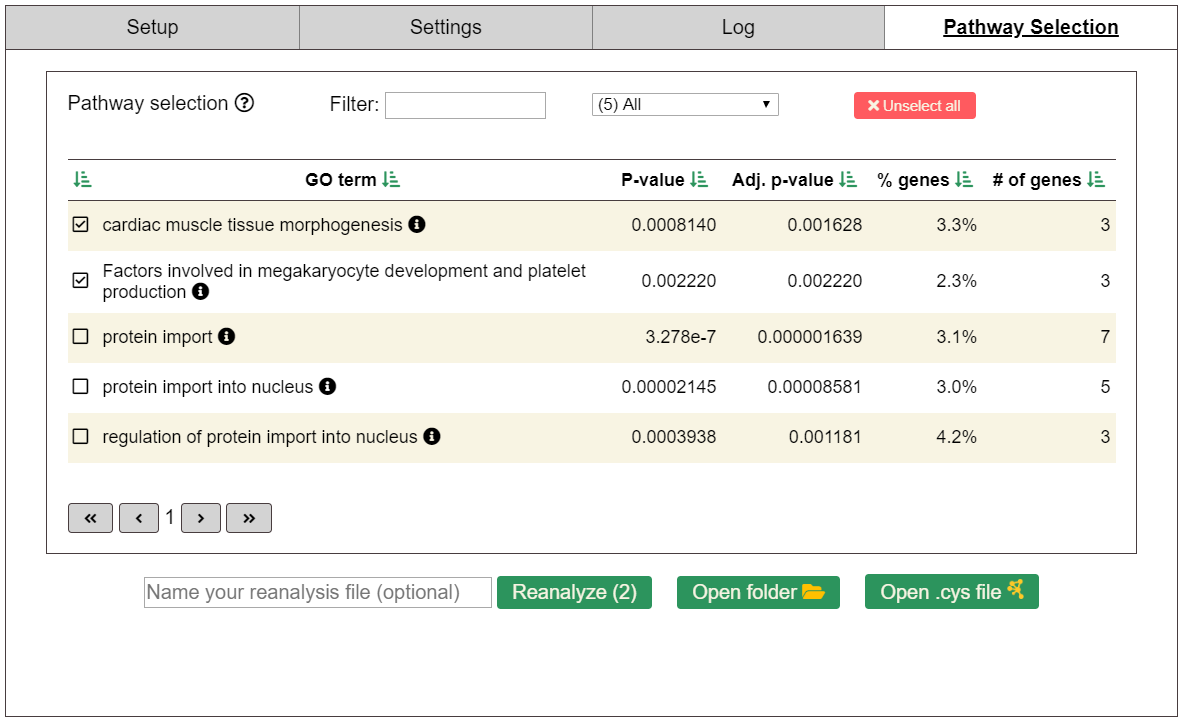 Setup Settings Log Pathway Selection
Pathway selection Filter: (5) All Unselect all
GO term P-value Adj. p-value % genes # of genes
cardiac muscle tissue morphogenesis 0.0008140 0.001628 3.3% 3
Factors involved in megakaryocyte development and platelet
production 0.002220 0.002220 2.3% 3
protein import 3.278e-7 0.000001639 3.1% 7
protein import into nucleus 0.00002145 0.00008581 3.0% 5
regulation of protein import into nucleus 0.0003938 0.001181 4.2% 3
« ‹ 1 › »
Name your reanalysis file (optional) Reanalyze (2) Open folder Open .cys file